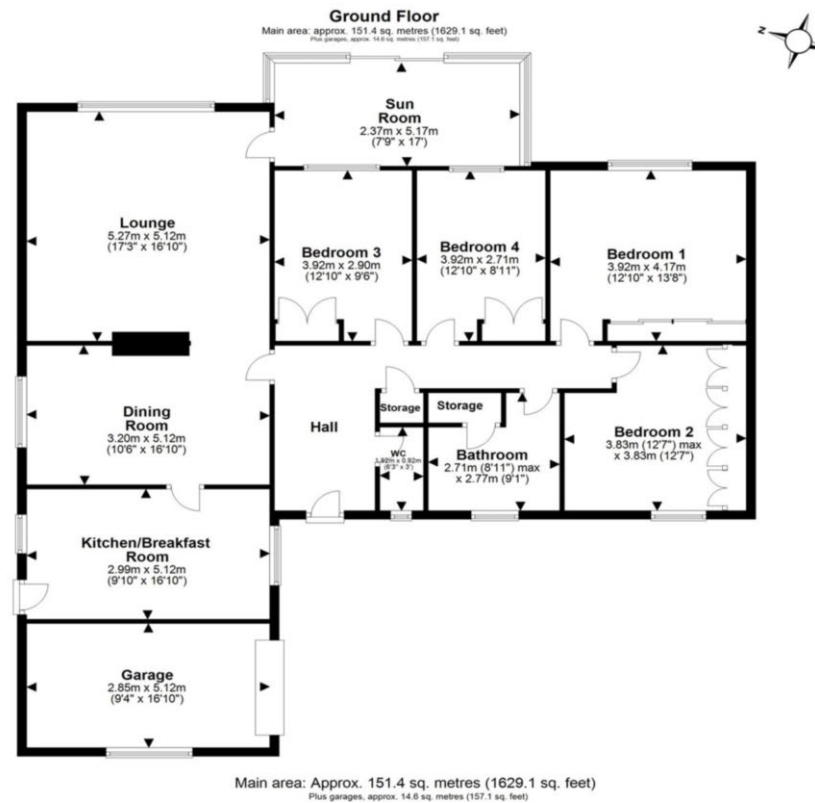 Ground Floor
Main area: approx. 151.4 sq. metres (1629.1 sq. feet)
Plus garages, approx. 14.6 sq. metres (157.1 sq. feet)
N
Sun
Room
2.37m x 5.17m
(7'9" x 17')
Lounge
5.27m x 5.12m
(17'3" x 16'10")
Bedroom 3
3.92m x 2.90m
(12'10" x 9'6")
Bedroom 4
3.92m x 2.71m
(12'10" x 8'11")
Bedroom 1
3.92m x 4.17m
(12'10" x 13'8")
Dining
Room
3.20m x 5.12m
(10'6" x 16'10")
Hall
Storage
Storage
WC
1.92m x 0.92m
(6'3" x 3')
Bathroom
2.71m (8'11") max
x 2.77m (9'1")
Bedroom 2
3.83m (12'7") max
x 3.83m (12'7")
Kitchen/Breakfast
Room
2.99m x 5.12m
(9'10" x 16'10")
Garage
2.85m x 5.12m
(9'4" x 16'10")
Main area: Approx. 151.4 sq. metres (1629.1 sq. feet)
Plus garages, approx. 14.6 sq. metres (157.1 sq. feet)